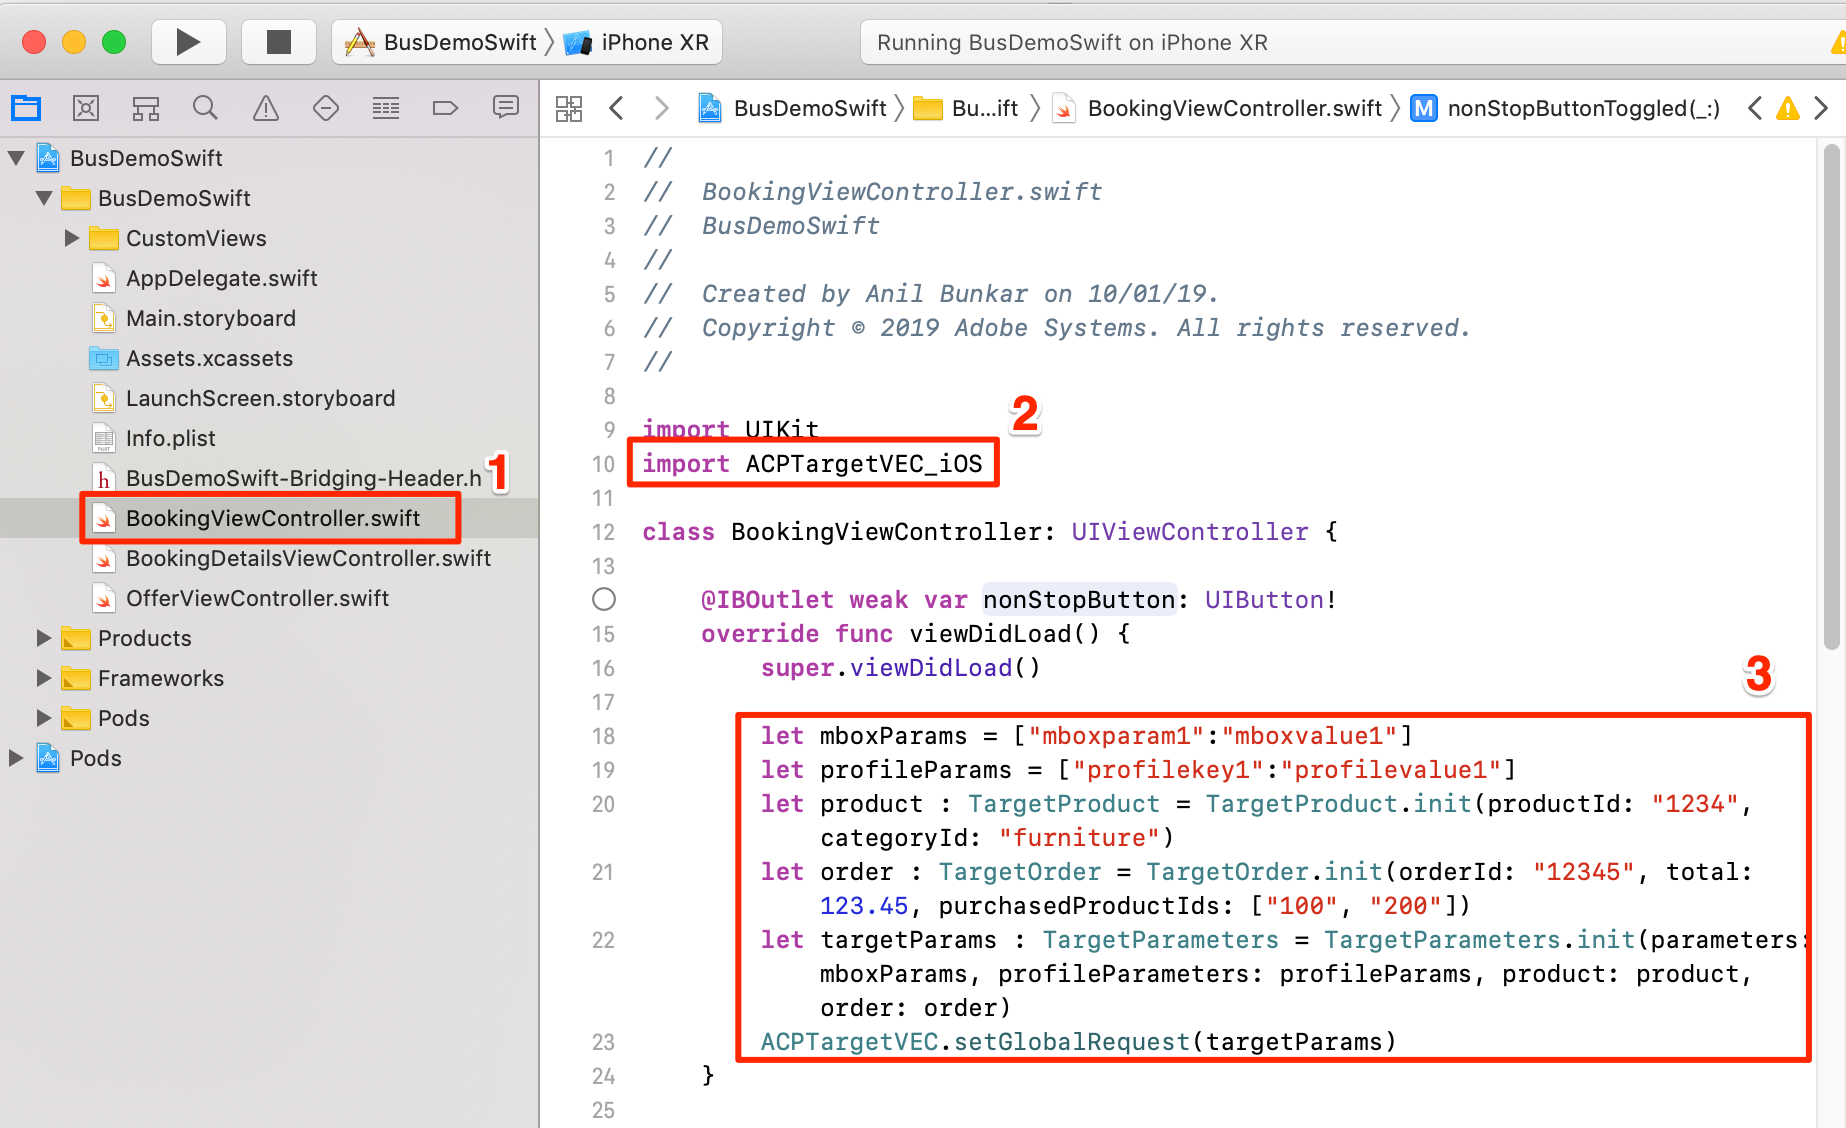 BusDemoSwift
iPhone XR
Running BusDemoSwift on iPhone XR
BusDemoSwift
Bu...ift
BookingViewController.swift
M
nonStopButtonToggled(_:)
BusDemoSwift
BusDemoSwift
CustomViews
AppDelegate.swift
Main.storyboard
Assets.xcassets
LaunchScreen.storyboard
Info.plist
h BusDemoSwift-Bridging-Header.h
1
BookingViewController.swift
BookingDetailsViewController.swift
OfferViewController.swift
Products
Frameworks
Pods
Pods
1 //
2 //  BookingViewController.swift
3 //  BusDemoSwift
4 //
5 //  Created by Anil Bunkar on 10/01/19.
6 //  Copyright © 2019 Adobe Systems. All rights reserved.
7 //
8
2
9 import UIKit
10 import ACPTargetVEC_iOS
11
12 class BookingViewController: UIViewController {
13
@IBOutlet weak var nonStopButton: UIButton!
15 override func viewDidLoad() {
16 super.viewDidLoad()
3
17
18 let mboxParams = ["mboxparam1":"mboxvalue1"]
19 let profileParams = ["profilekey1":"profilevalue1"]
20 let product : TargetProduct = TargetProduct.init(productId: "1234",
categoryId: "furniture")
21 let order : TargetOrder = TargetOrder.init(orderId: "12345", total:
123.45, purchasedProductIds: ["100", "200"])
22 let targetParams : TargetParameters = TargetParameters.init(parameters:
mboxParams, profileParameters: profileParams, product: product,
order: order)
23 ACPTargetVEC.setGlobalRequest(targetParams)
24 }
25